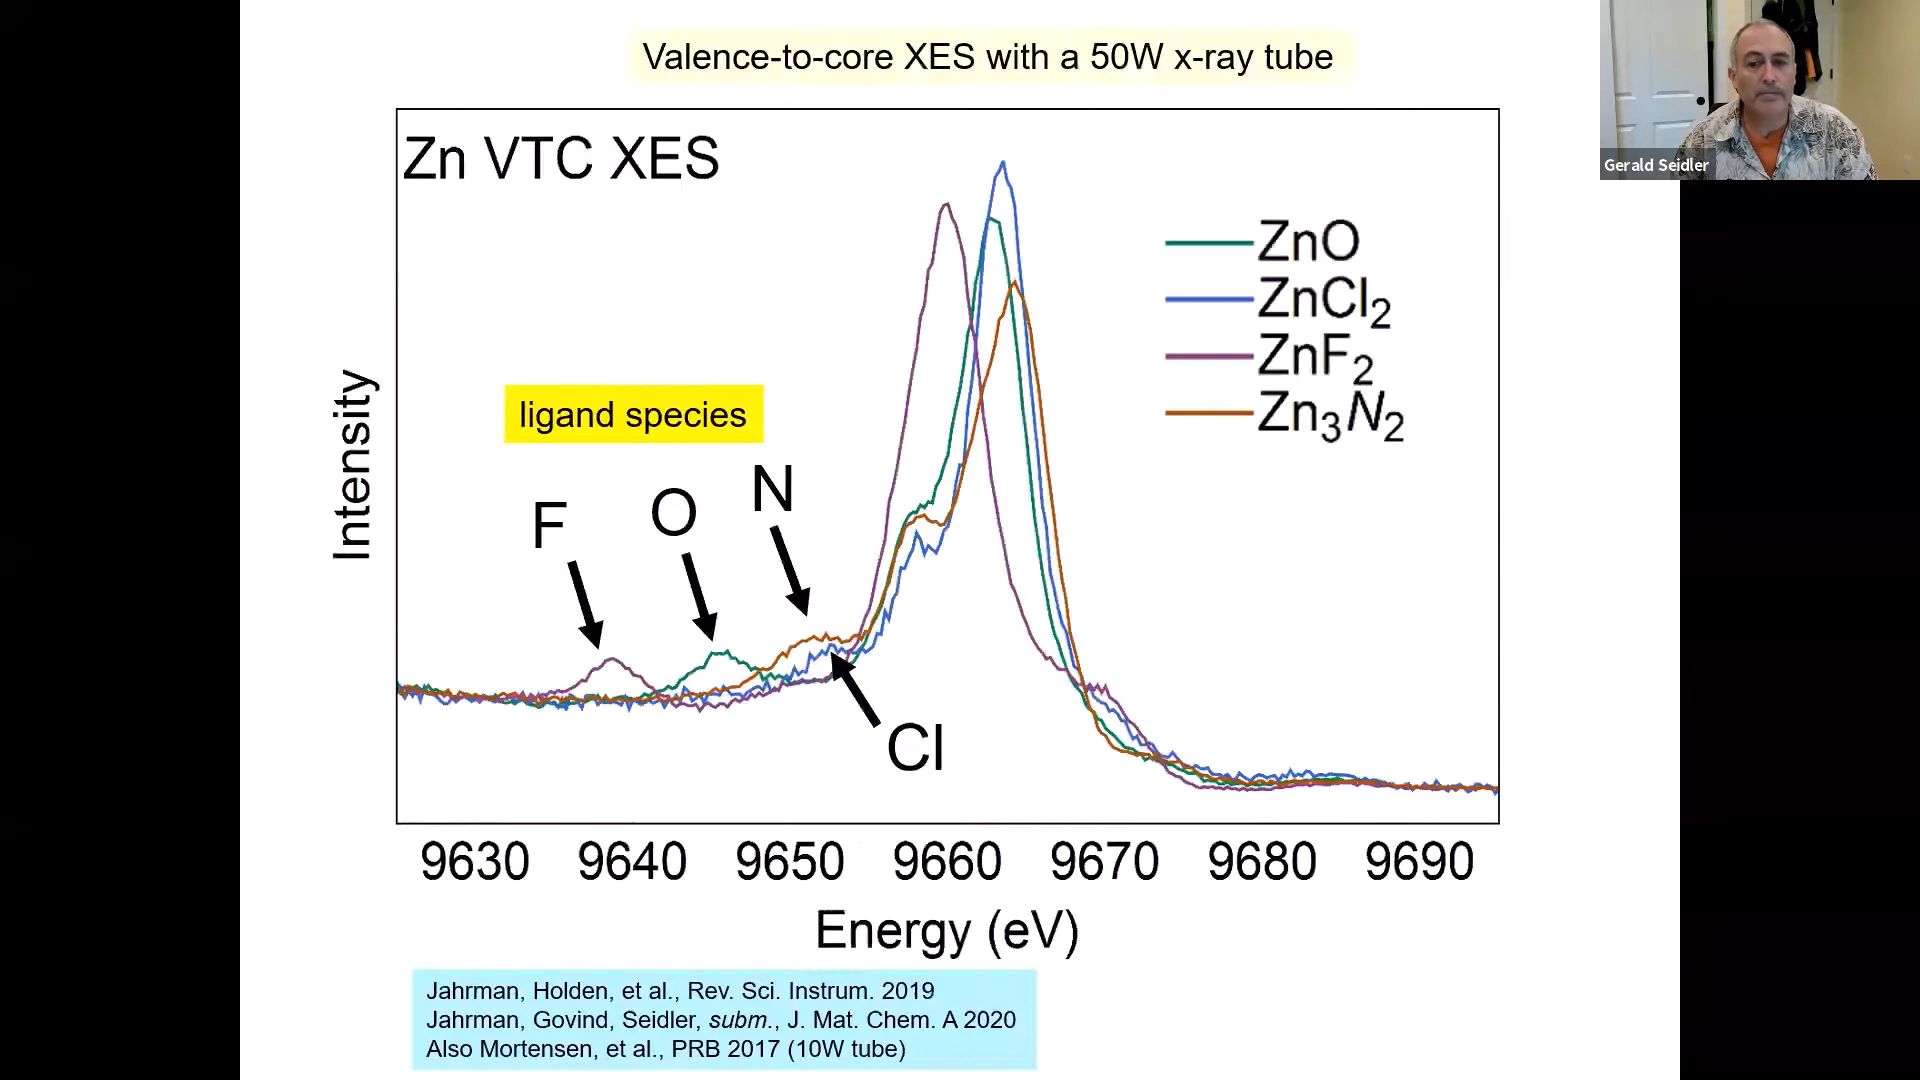 Valence-to-core XES with a 50W x-ray tube
Gerald Seidler
Zn VTC XES
ZnO
ZnCl2
ZnF2
Zn3N2
ligand species
F
O
N
Cl
Intensity
9630 9640 9650 9660 9670 9680 9690
Energy (eV)
Jahrman, Holden, et al., Rev. Sci. Instrum. 2019
Jahrman, Govind, Seidler, subm., J. Mat. Chem. A 2020
Also Mortensen, et al., PRB 2017 (10W tube)